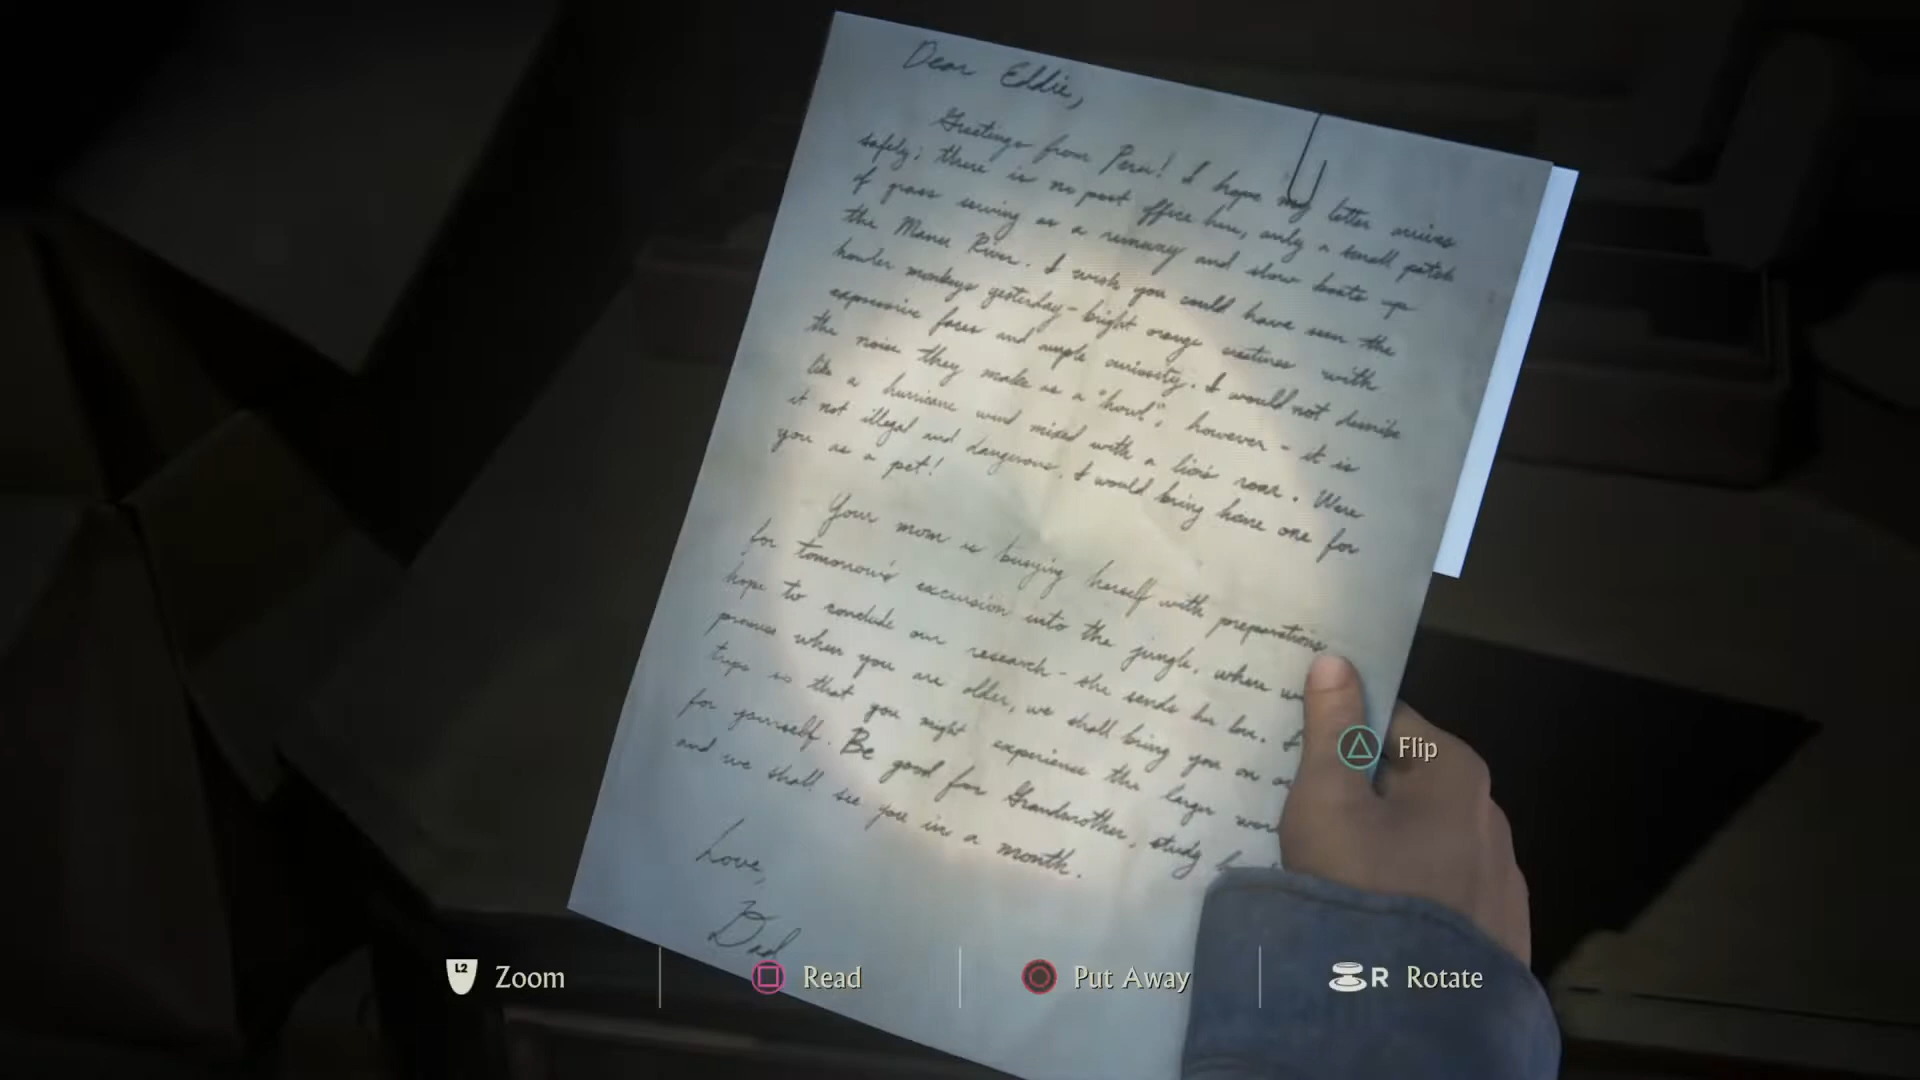 Dear Eddie,
Greetings from Peru! I hope my letter arrives
safely; there is no post office here, only a small patch
of grass serving as a runway and slow boats up
the Manu River. I wish you could have seen the
howler monkeys yesterday - bright orange creatures with
expressive faces and ample curiosity. I would not describe
the noise they make as a "howl", however - it is
like a hurricane wind mixed with a lion's roar. Were
it not illegal and dangerous, I would bring home one for
you as a pet!
Your mom is busying herself with preparations
for tomorrow's excursion into the jungle, where
hope to conclude our research - she sends her love. I
promise when you are older, we shall bring you on
trips so that you might experience the larger
for yourself. Be good for Grandmother, study
and we shall see you in a month.
Love,
Dad
Flip
L2 Zoom
Read
Put Away
R Rotate